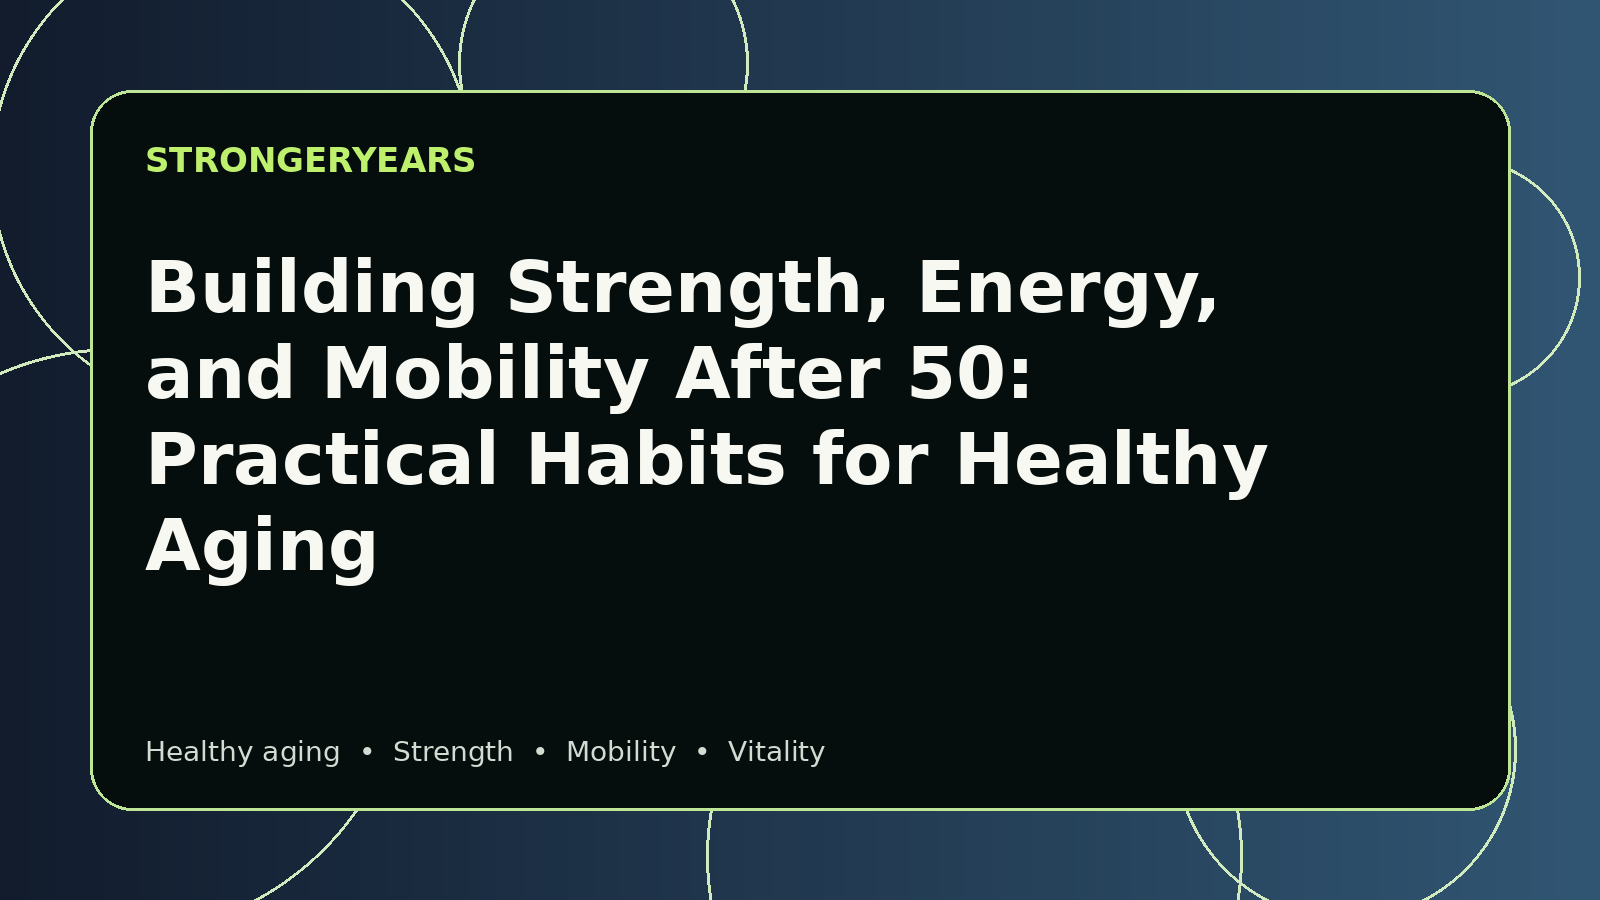 STRONGERYEARS
Building Strength, Energy,
and Mobility After 50:
Practical Habits for Healthy
Aging
Healthy aging • Strength • Mobility • Vitality